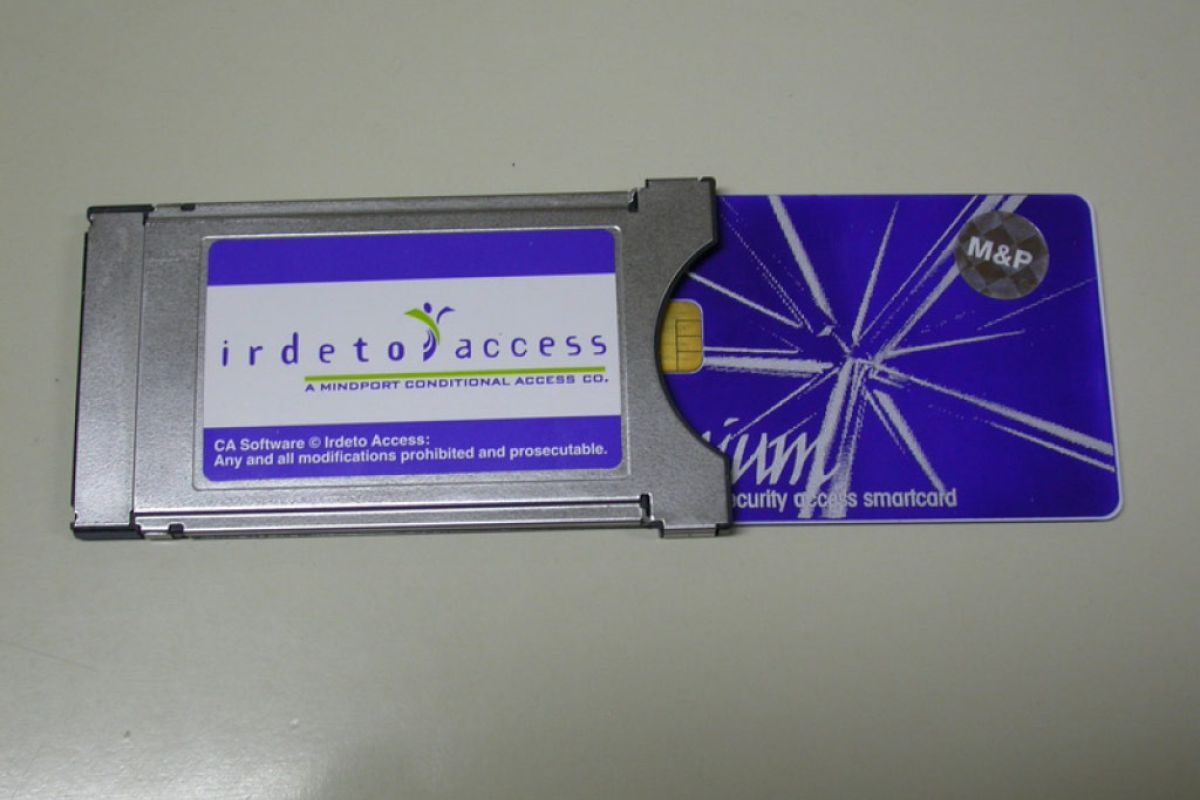 irdeto access
A MINDPORT CONDITIONAL ACCESS CO.
CA Software © Irdeto Access:
Any and all modifications prohibited and prosecutable.
M&P
ium
ecurity access smartcard